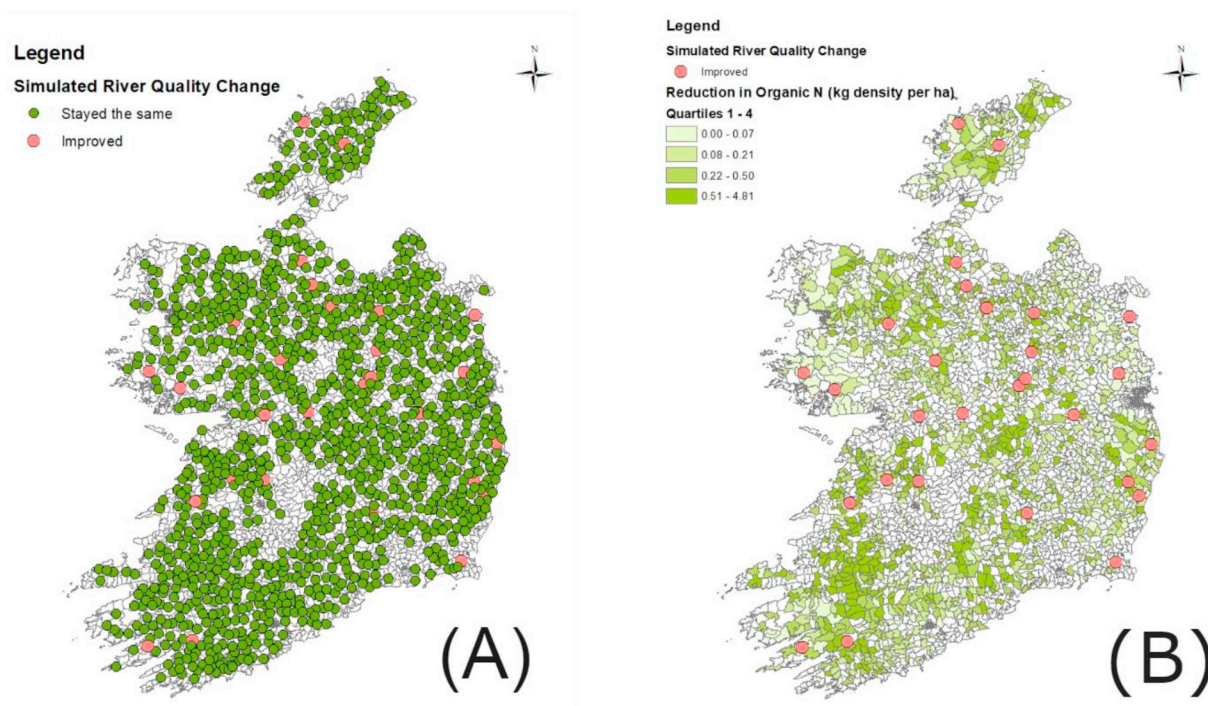 Legend
Simulated River Quality Change
Stayed the same
Improved
N
(A)
Legend
Simulated River Quality Change
Improved
Reduction in Organic N (kg density per ha)
Quartiles 1 - 4
0.00 - 0.07
0.08 - 0.21
0.22 - 0.50
0.51 - 4.81
N
(B)